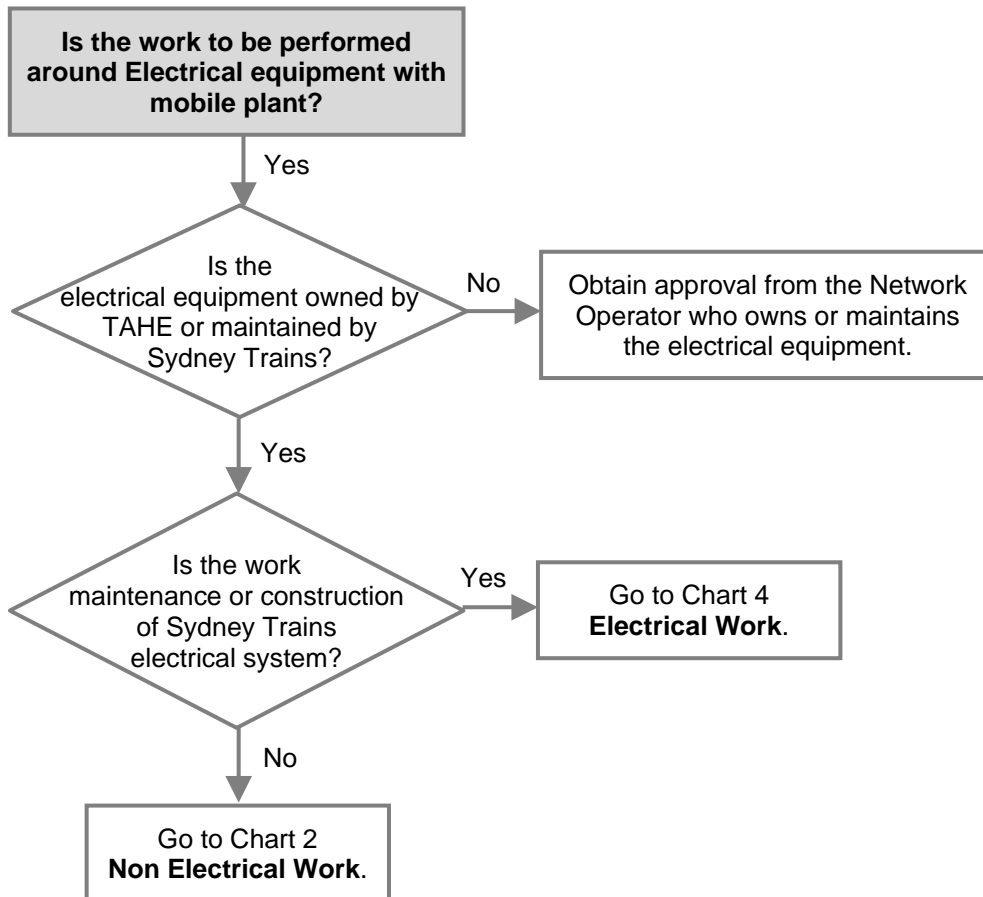 Is the work to be performed
around Electrical equipment with
mobile plant?
Yes
Is the
electrical equipment owned by
TAHE or maintained by
Sydney Trains?
No
Obtain approval from the Network
Operator who owns or maintains
the electrical equipment.
Yes
Is the work
maintenance or construction
of Sydney Trains
electrical system?
Yes
Go to Chart 4
Electrical Work.
No
Go to Chart 2
Non Electrical Work.